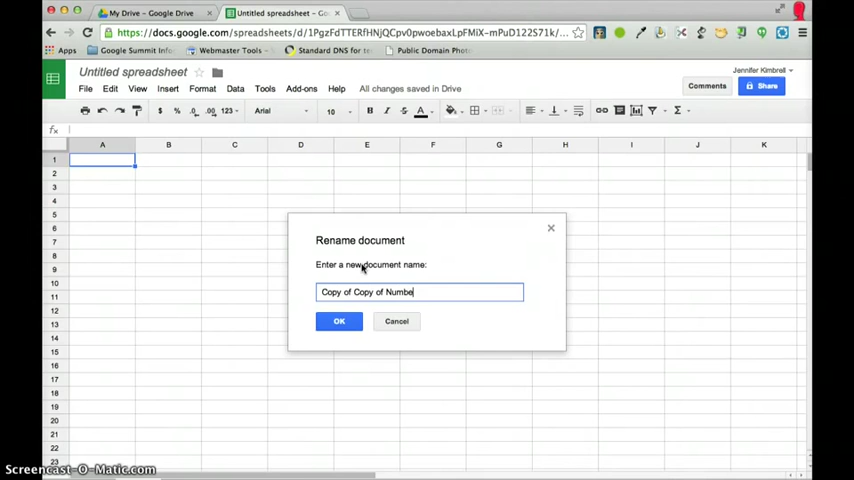 My Drive – Google Drive
Untitled spreadsheet – Go
https://docs.google.com/spreadsheets/d/1PgzFdTTERfHNjQCpv0pwoebaxLpFMiX-mPuD122S71k/
Apps
Google Summit Info
Webmaster Tools –
Standard DNS for te
Public Domain Photo
Jennifer Kimbrell
Untitled spreadsheet
Comments
Share
File Edit View Insert Format Data Tools Add-ons Help All changes saved in Drive
$ % .0 .00 123 Arial 10 B I S A Σ
fx
A B C D E F G H I J K
1
2
3
4
5
6
7
8
9
10
11
12
13
14
15
16
17
18
19
20
21
22
23
Rename document
Enter a new document name:
Copy of Copy of Numbe
OK Cancel
Screencast-O-Matic.com